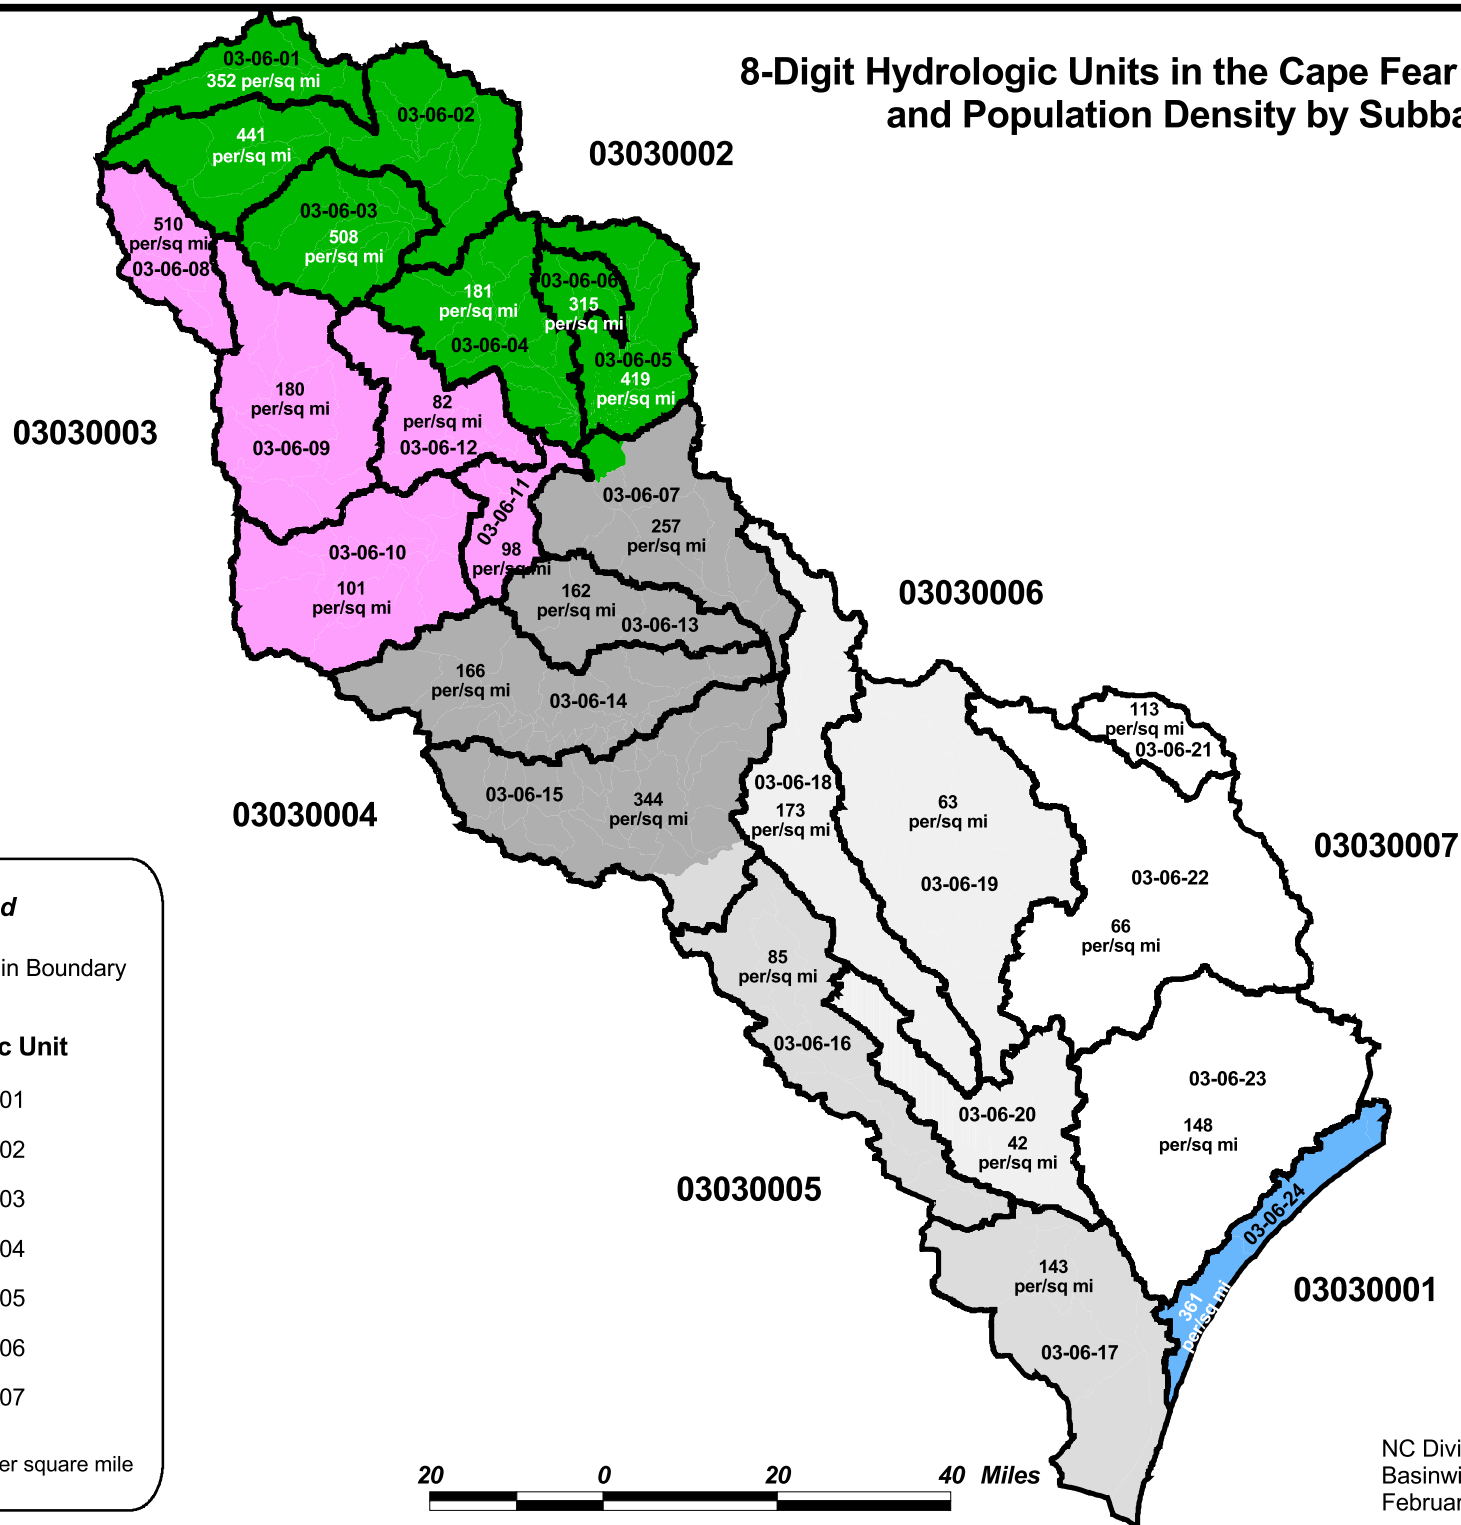 8-Digit Hydrologic Units in the Cape Fear
and Population Density by Subba
03-06-01
352 per/sq mi
03-06-02
441
per/sq mi
03030002
03-06-03
508
per/sq mi
510
per/sq mi
03-06-08
181
per/sq mi
03-06-04
03-06-06
315
per/sq mi
03-06-05
419
per/sq mi
03030003
180
per/sq mi
03-06-09
82
per/sq mi
03-06-12
03-06-11
98
per/sq mi
03-06-07
257
per/sq mi
03-06-10
101
per/sq mi
162
per/sq mi
03-06-13
03030006
166
per/sq mi
03-06-14
113
per/sq mi
03-06-21
03030004
03-06-15
344
per/sq mi
03-06-18
173
per/sq mi
63
per/sq mi
03-06-19
03030007
03-06-22
66
per/sq mi
85
per/sq mi
03-06-16
03-06-20
42
per/sq mi
03-06-23
148
per/sq mi
03030005
03-06-24
361
per/sq mi
03030001
143
per/sq mi
03-06-17
d
in Boundary
c Unit
01
02
03
04
05
06
07
er square mile
20 0 20 40 Miles
NC Divi
Basinwi
Februar